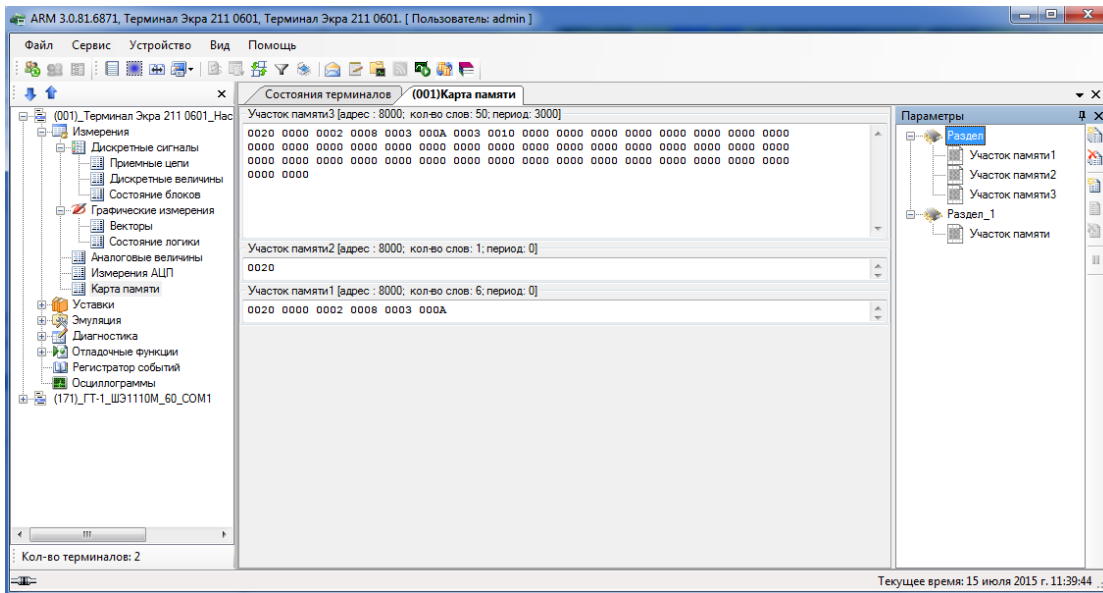 ARM 3.0.81.6871, Терминал Экра 211 0601, Терминал Экра 211 0601. [ Пользователь: admin ]
Файл Сервис Устройство Вид Помощь
Состояния терминалов (001)Карта памяти
(001)_Терминал Экра 211 0601_Нас
Измерения
Дискретные сигналы
Приемные цепи
Дискретные величины
Состояние блоков
Графические измерения
Векторы
Состояние логики
Аналоговые величины
Измерения АЦП
Карта памяти
Уставки
Эмуляция
Диагностика
Отладочные функции
Регистратор событий
Осциллограммы
(171)_ГТ-1_ШЭ1110М_60_COM1
Кол-во терминалов: 2
Участок памяти3 [адрес : 8000; кол-во слов: 50; период: 3000]
0020 0000 0002 0008 0003 000A 0003 0010 0000 0000 0000 0000 0000 0000 0000 0000
0000 0000 0000 0000 0000 0000 0000 0000 0000 0000 0000 0000 0000 0000 0000 0000
0000 0000 0000 0000 0000 0000 0000 0000 0000 0000 0000 0000 0000 0000 0000 0000
0000 0000
Участок памяти2 [адрес : 8000; кол-во слов: 1; период: 0]
0020
Участок памяти1 [адрес : 8000; кол-во слов: 6; период: 0]
0020 0000 0002 0008 0003 000A
Параметры
Раздел
Участок памяти1
Участок памяти2
Участок памяти3
Раздел_1
Участок памяти
Текущее время: 15 июля 2015 г. 11:39:44